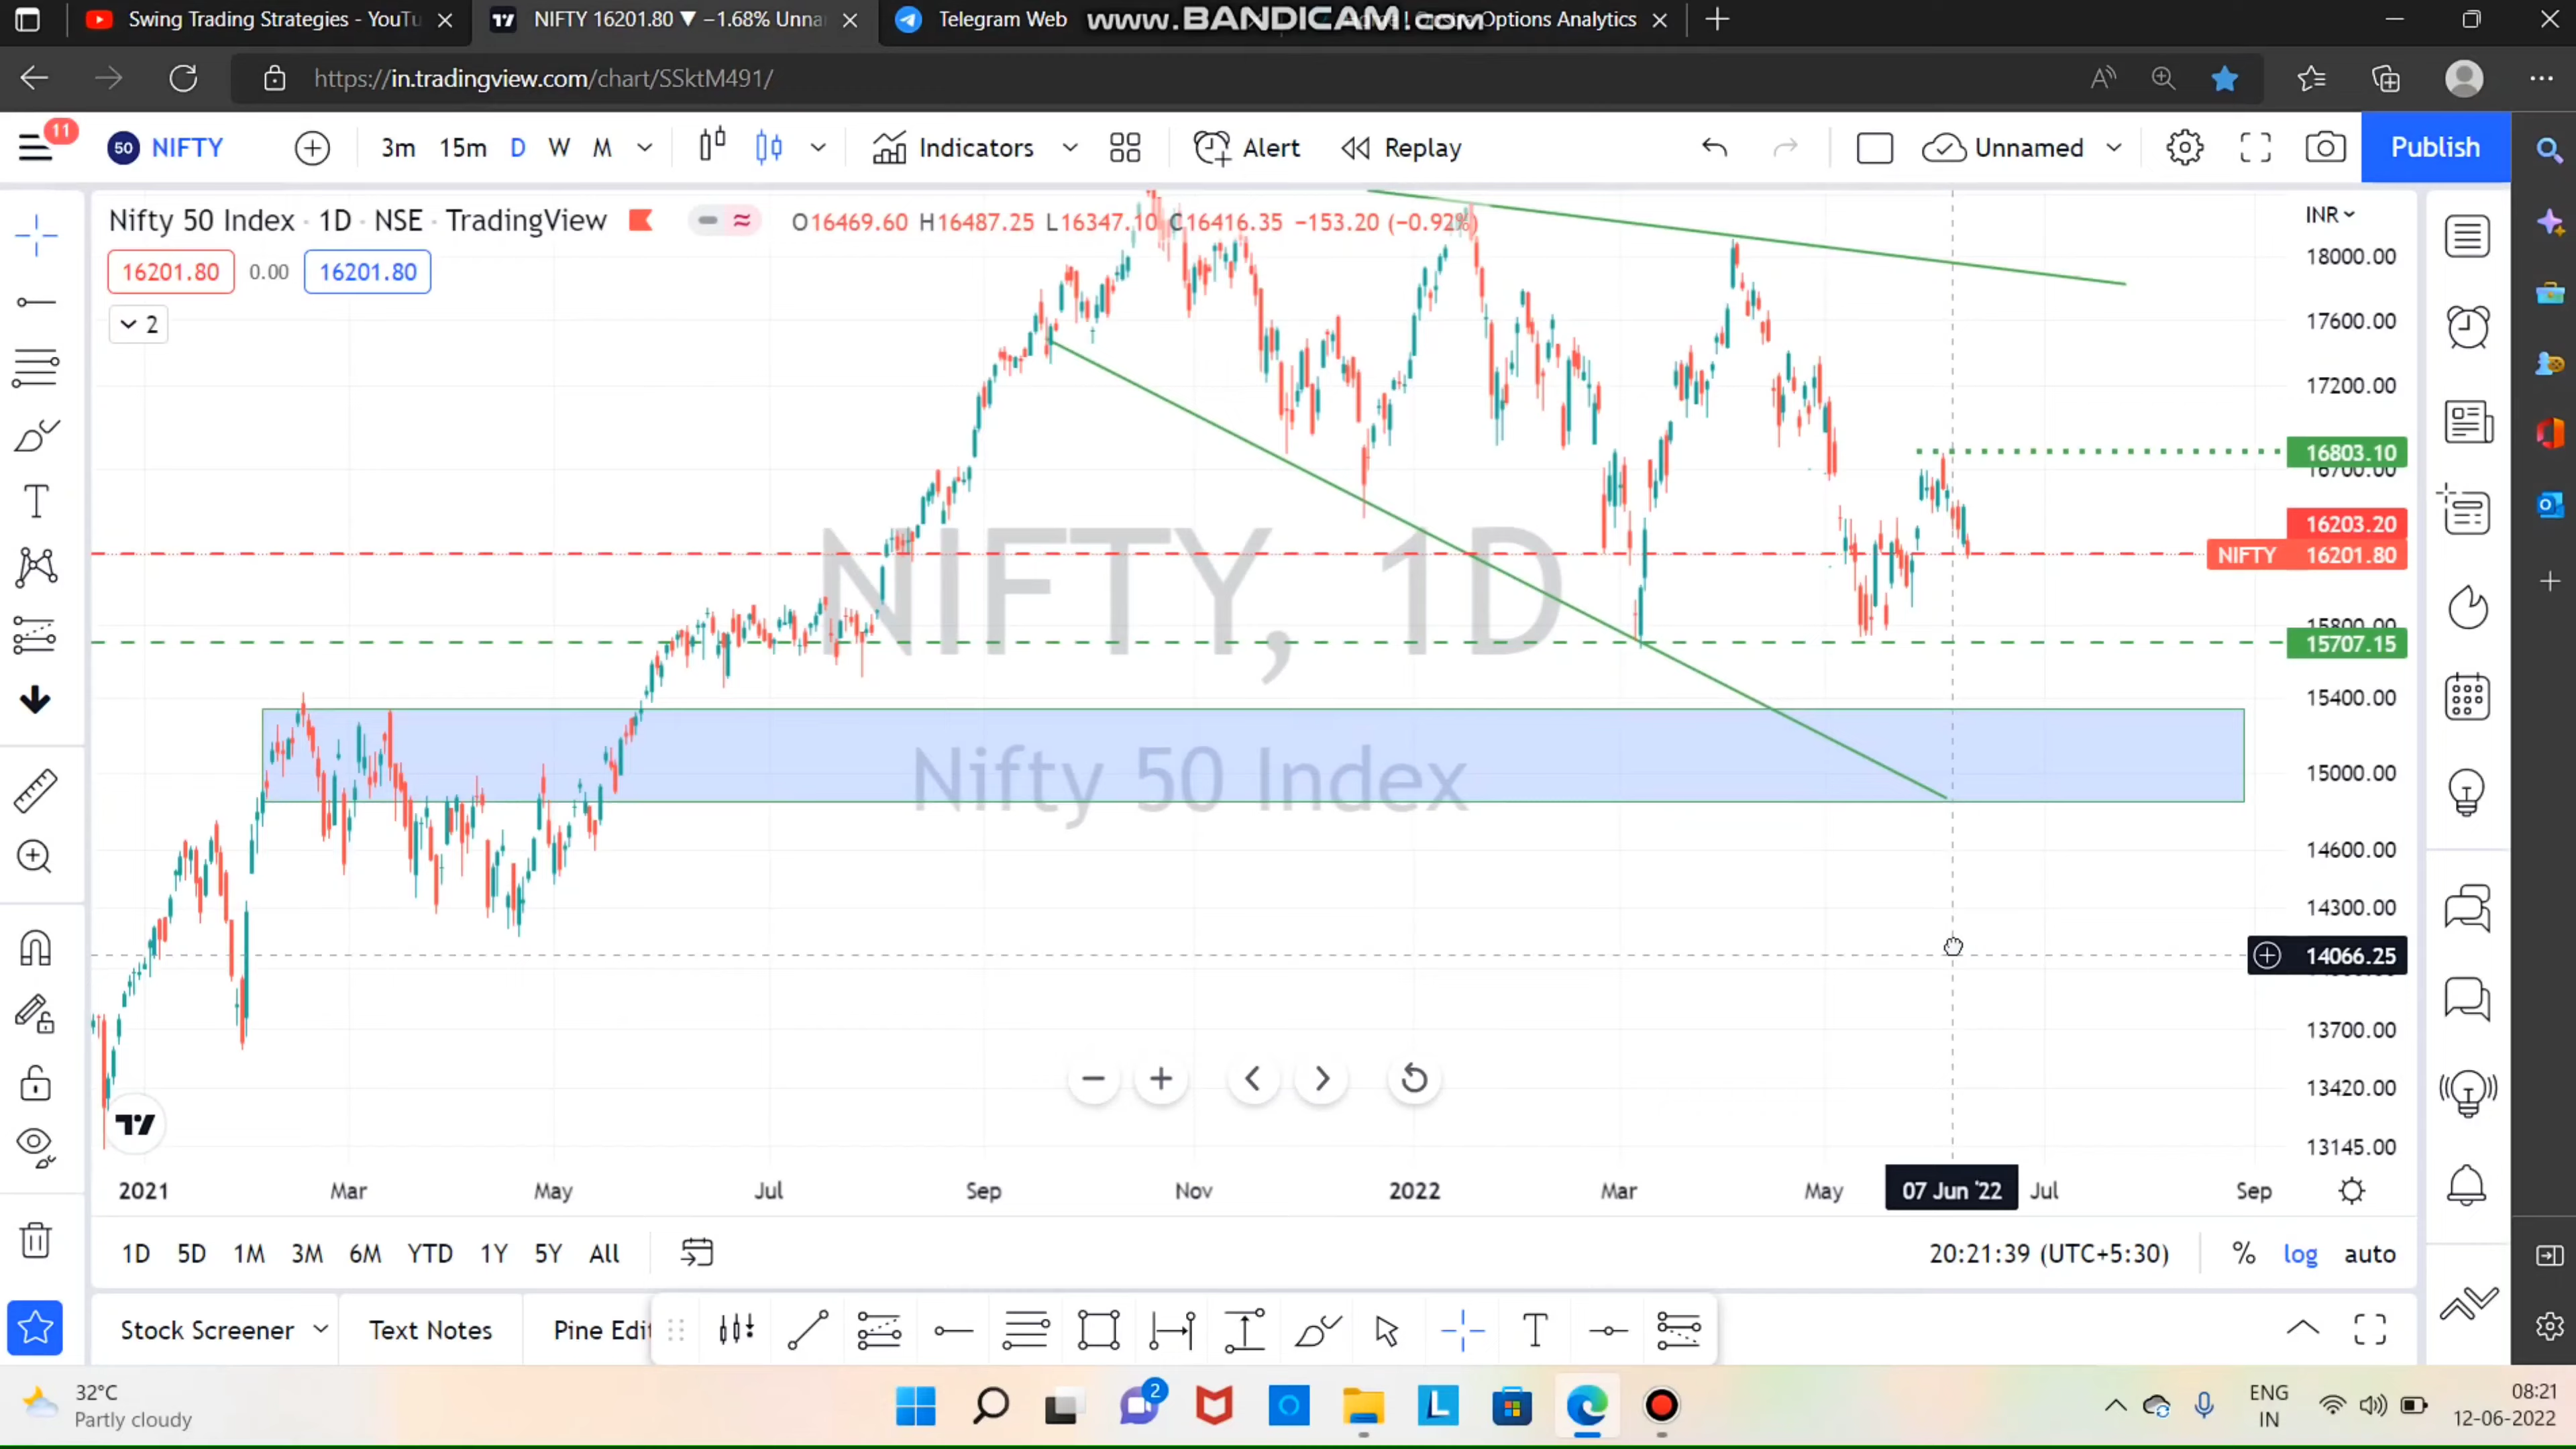 Swing Trading Strategies - YouTu
NIFTY 16201.80 ▼ −1.68% Unna
Telegram Web
www.BANDICAM.com
Options Analytics
https://in.tradingview.com/chart/SSktM491/
11
50 NIFTY
3m 15m D W M
Indicators
Alert
Replay
Unnamed
Publish
Nifty 50 Index · 1D · NSE · TradingView
O16469.60 H16487.25 L16347.10 C16416.35 −153.20 (−0.92%)
INR
16201.80 0.00 16201.80
2
18000.00
17600.00
17200.00
16803.10
16700.00
16203.20
NIFTY 16201.80
15800.00
15707.15
15400.00
15000.00
14600.00
14300.00
14066.25
13700.00
13420.00
13145.00
NIFTY, 1D
Nifty 50 Index
2021 Mar May Jul Sep Nov 2022 Mar May 07 Jun '22 Jul Sep
1D 5D 1M 3M 6M YTD 1Y 5Y All
20:21:39 (UTC+5:30) % log auto
Stock Screener Text Notes Pine Edit
32°C
Partly cloudy
2
ENG
IN
08:21
12-06-2022